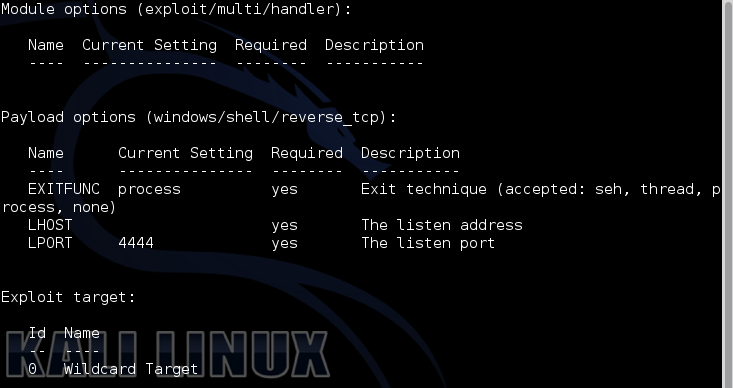 Module options (exploit/multi/handler):
Name  Current Setting  Required  Description
----  ---------------  --------  -----------
Payload options (windows/shell/reverse_tcp):
Name      Current Setting  Required  Description
----      ---------------  --------  -----------
EXITFUNC  process          yes       Exit technique (accepted: seh, thread, p
rocess, none)
LHOST                      yes       The listen address
LPORT     4444             yes       The listen port
Exploit target:
Id  Name
--  ----
0   Wildcard Target
KALI LINUX